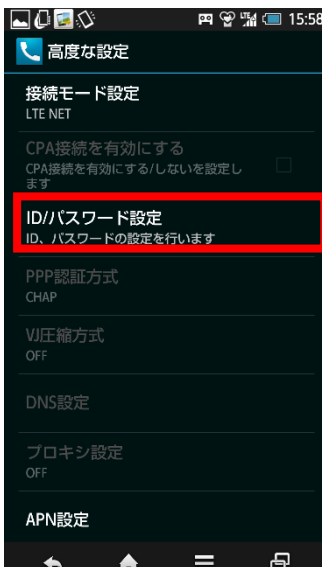 15:58
高度な設定
接続モード設定
LTE NET
CPA接続を有効にする
CPA接続を有効にする/しないを設定し
ます
ID/パスワード設定
ID、パスワードの設定を行います
PPP認証方式
CHAP
VJ圧縮方式
OFF
DNS設定
プロキシ設定
OFF
APN設定